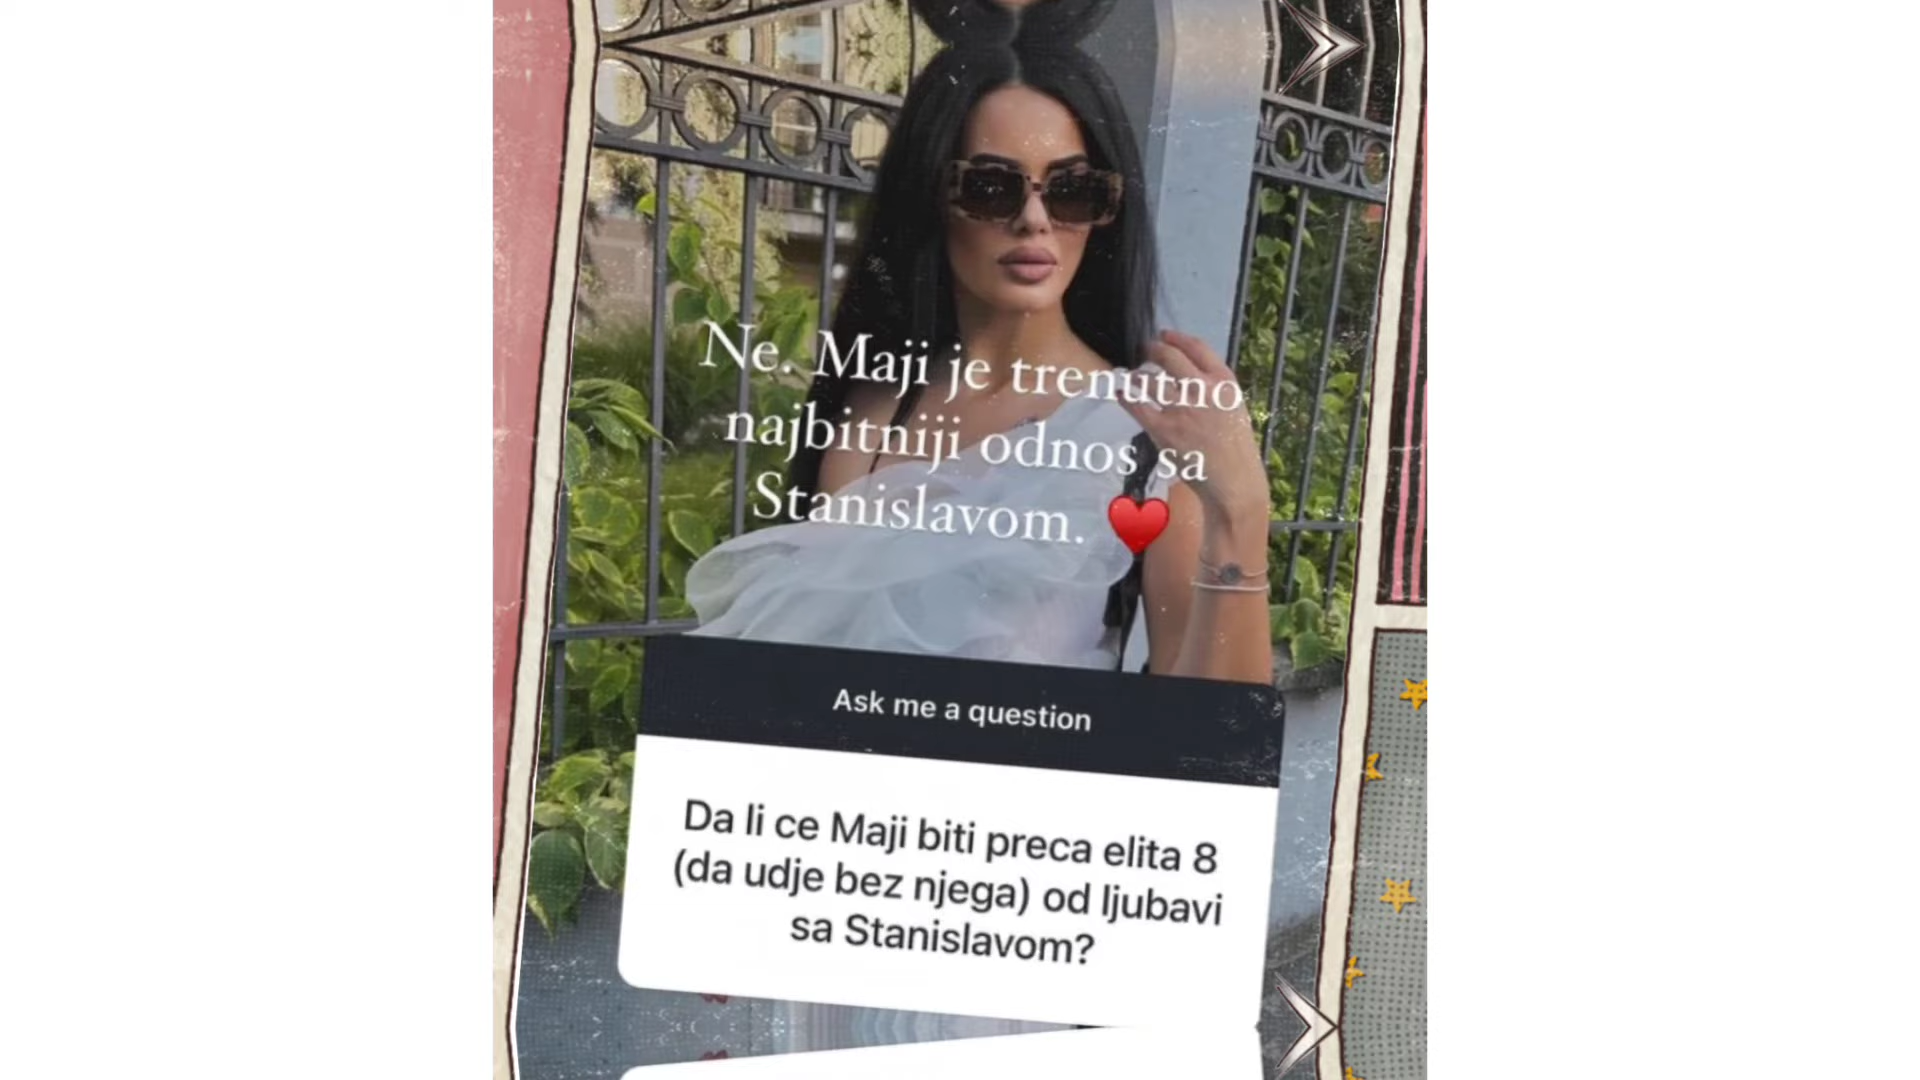 Ne. Maji je trenutno
najbitniji odnos sa
Stanislavom. ❤️
Ask me a question
Da li ce Maji biti preca elita 8
(da udje bez njega) od ljubavi
sa Stanislavom?